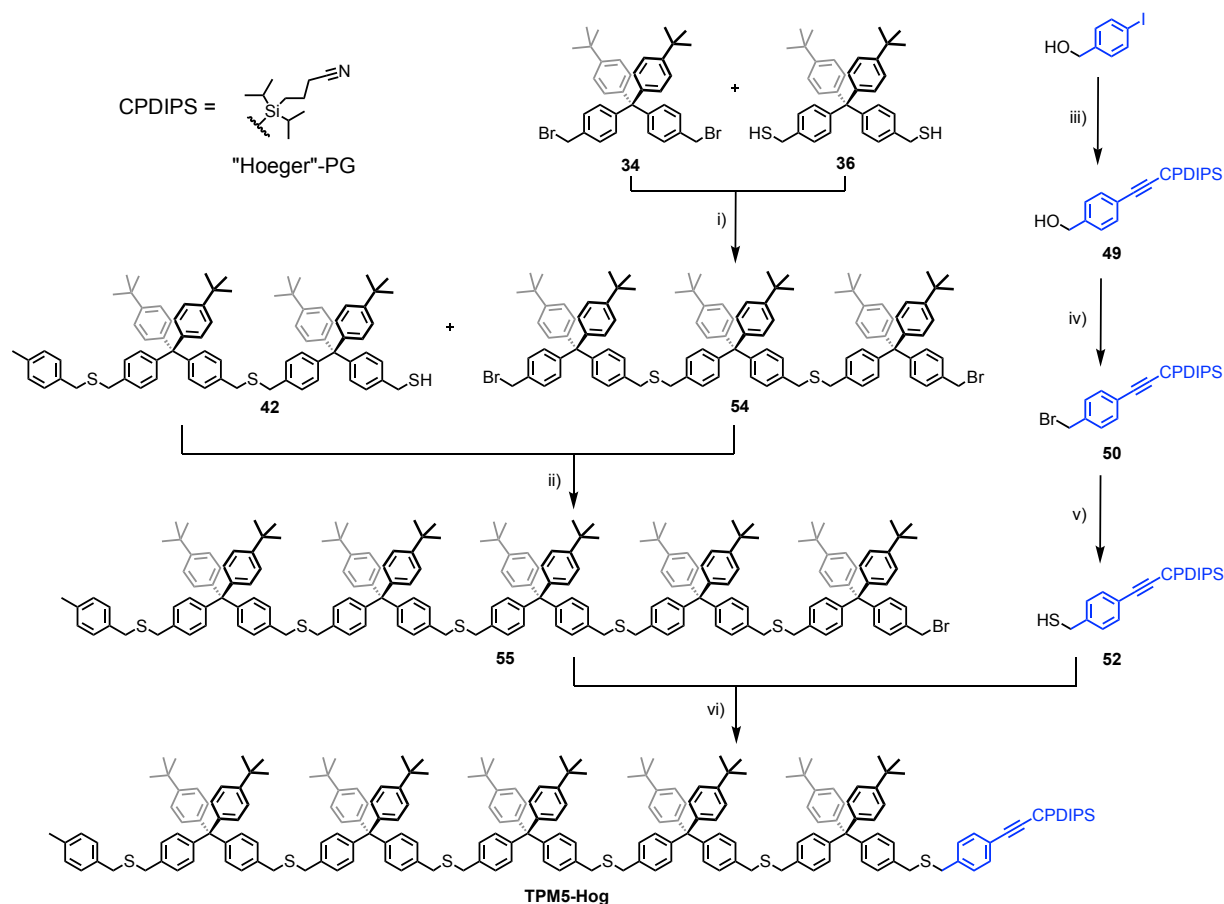 CPDIPS =
N
Si
"Hoeger"-PG
Br
Br
34
+
HS
SH
36
i)
HO
I
iii)
CPDIPS
HO
49
iv)
CPDIPS
Br
50
v)
CPDIPS
HS
52
S
S
SH
42
+
Br
S
S
Br
54
ii)
S
S
S
S
Br
55
vi)
S
S
S
S
S
CPDIPS
TPM5-Hog